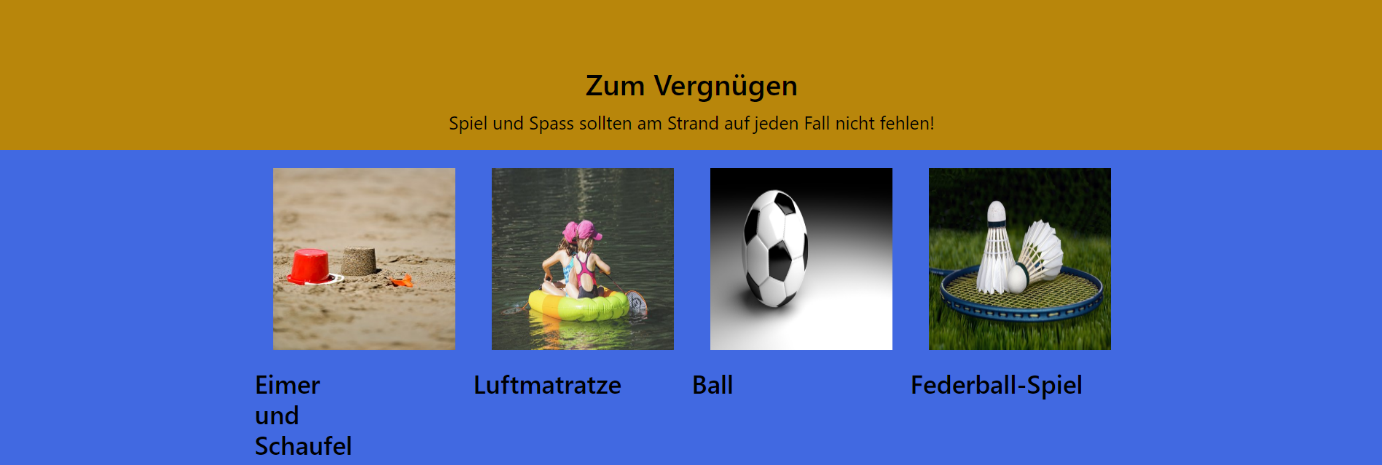 Zum Vergnügen
Spiel und Spass sollten am Strand auf jeden Fall nicht fehlen!
Eimer
und
Schaufel
Luftmatratze
Ball
Federball-Spiel